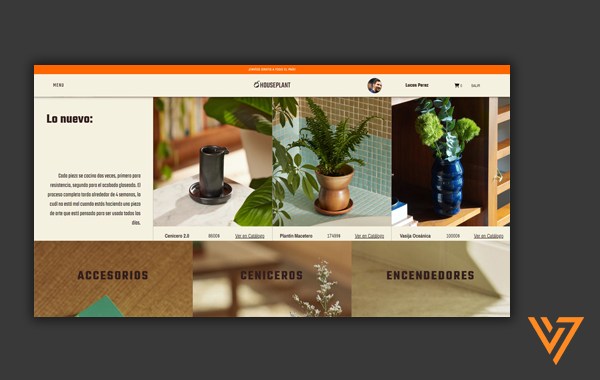 ¡ENVÍOS GRATIS A TODO EL PAÍS!
MENU
HOUSEPLANT
Lucas Perez
0
SALIR
Lo nuevo:
Cada pieza se cocina dos veces, primero para
resistencia, segundo para el acabado glaseado. El
proceso completo tarda alrededor de 4 semanas, lo
cuál no está mal cuando estás haciendo una pieza
de arte que está pensada para ser usada todos los
días.
Cenicero 2.0 8600$ Ver en Catálogo
Plantin Macetero 17499$ Ver en Catálogo
Vasija Oceánica 10000$ Ver en Catálogo
ACCESORIOS
CENICEROS
ENCENDEDORES